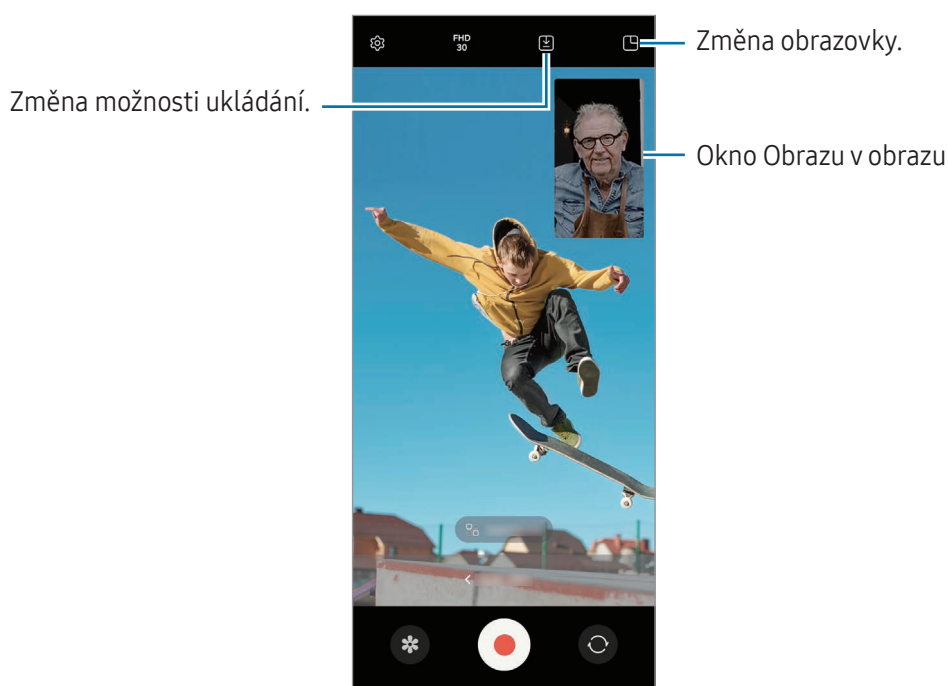 FHD
30
Změna obrazovky.
Změna možnosti ukládání.
Okno Obrazu v obrazu